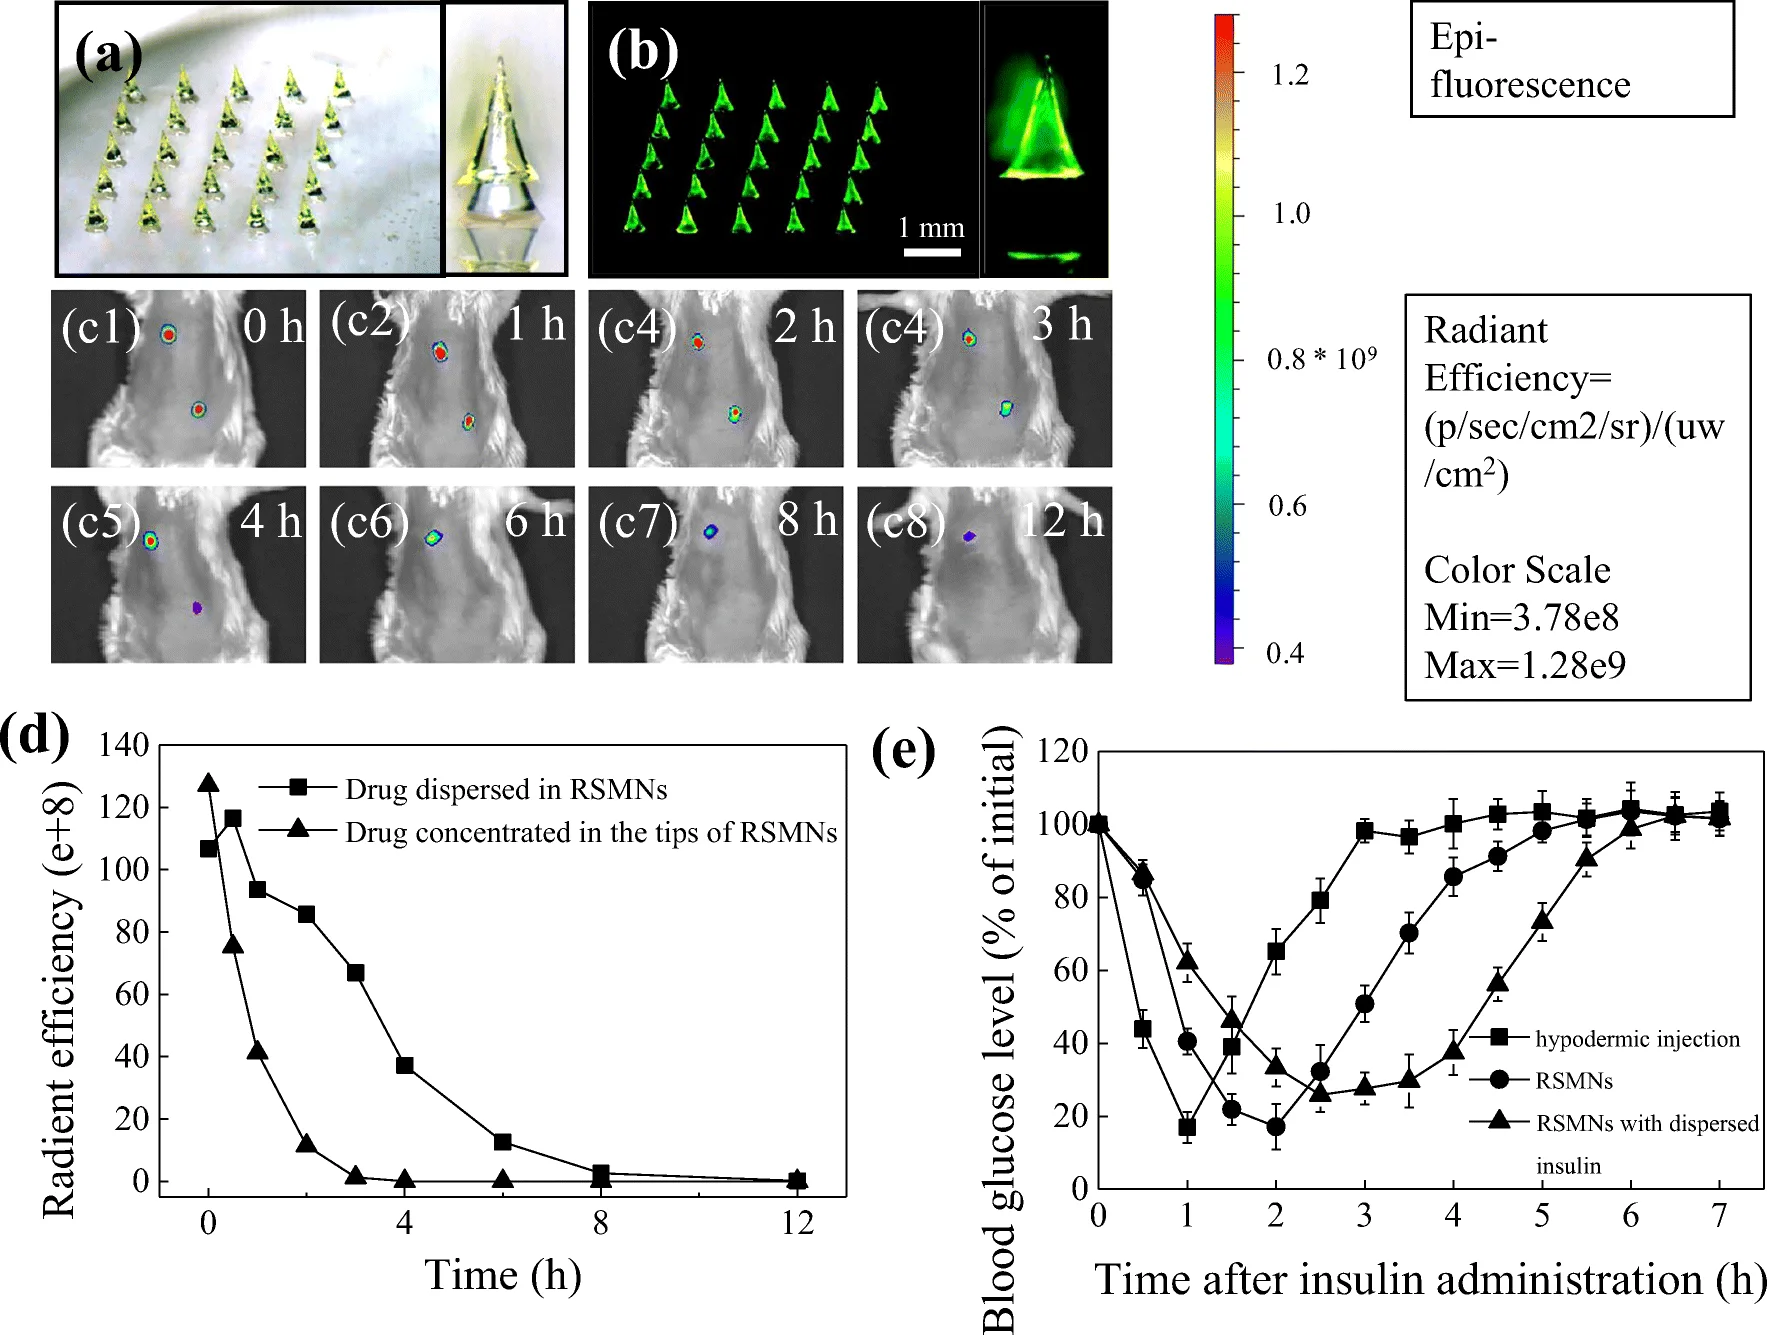 (a)
(b)
1 mm
1.2
1.0
0.8 * 10⁹
0.6
0.4
Epi-
fluorescence
(c1) 0 h
(c2) 1 h
(c4) 2 h
(c4) 3 h
(c5) 4 h
(c6) 6 h
(c7) 8 h
(c8) 12 h
Radiant
Efficiency=
(p/sec/cm2/sr)/(uw
/cm²)
Color Scale
Min=3.78e8
Max=1.28e9
(d)
Radient efficiency (e+8)
140
120
100
80
60
40
20
0
Drug dispersed in RSMNs
Drug concentrated in the tips of RSMNs
0 4 8 12
Time (h)
(e)
Blood glucose level (% of initial)
120
100
80
60
40
20
0
hypodermic injection
RSMNs
RSMNs with dispersed
insulin
0 1 2 3 4 5 6 7
Time after insulin administration (h)